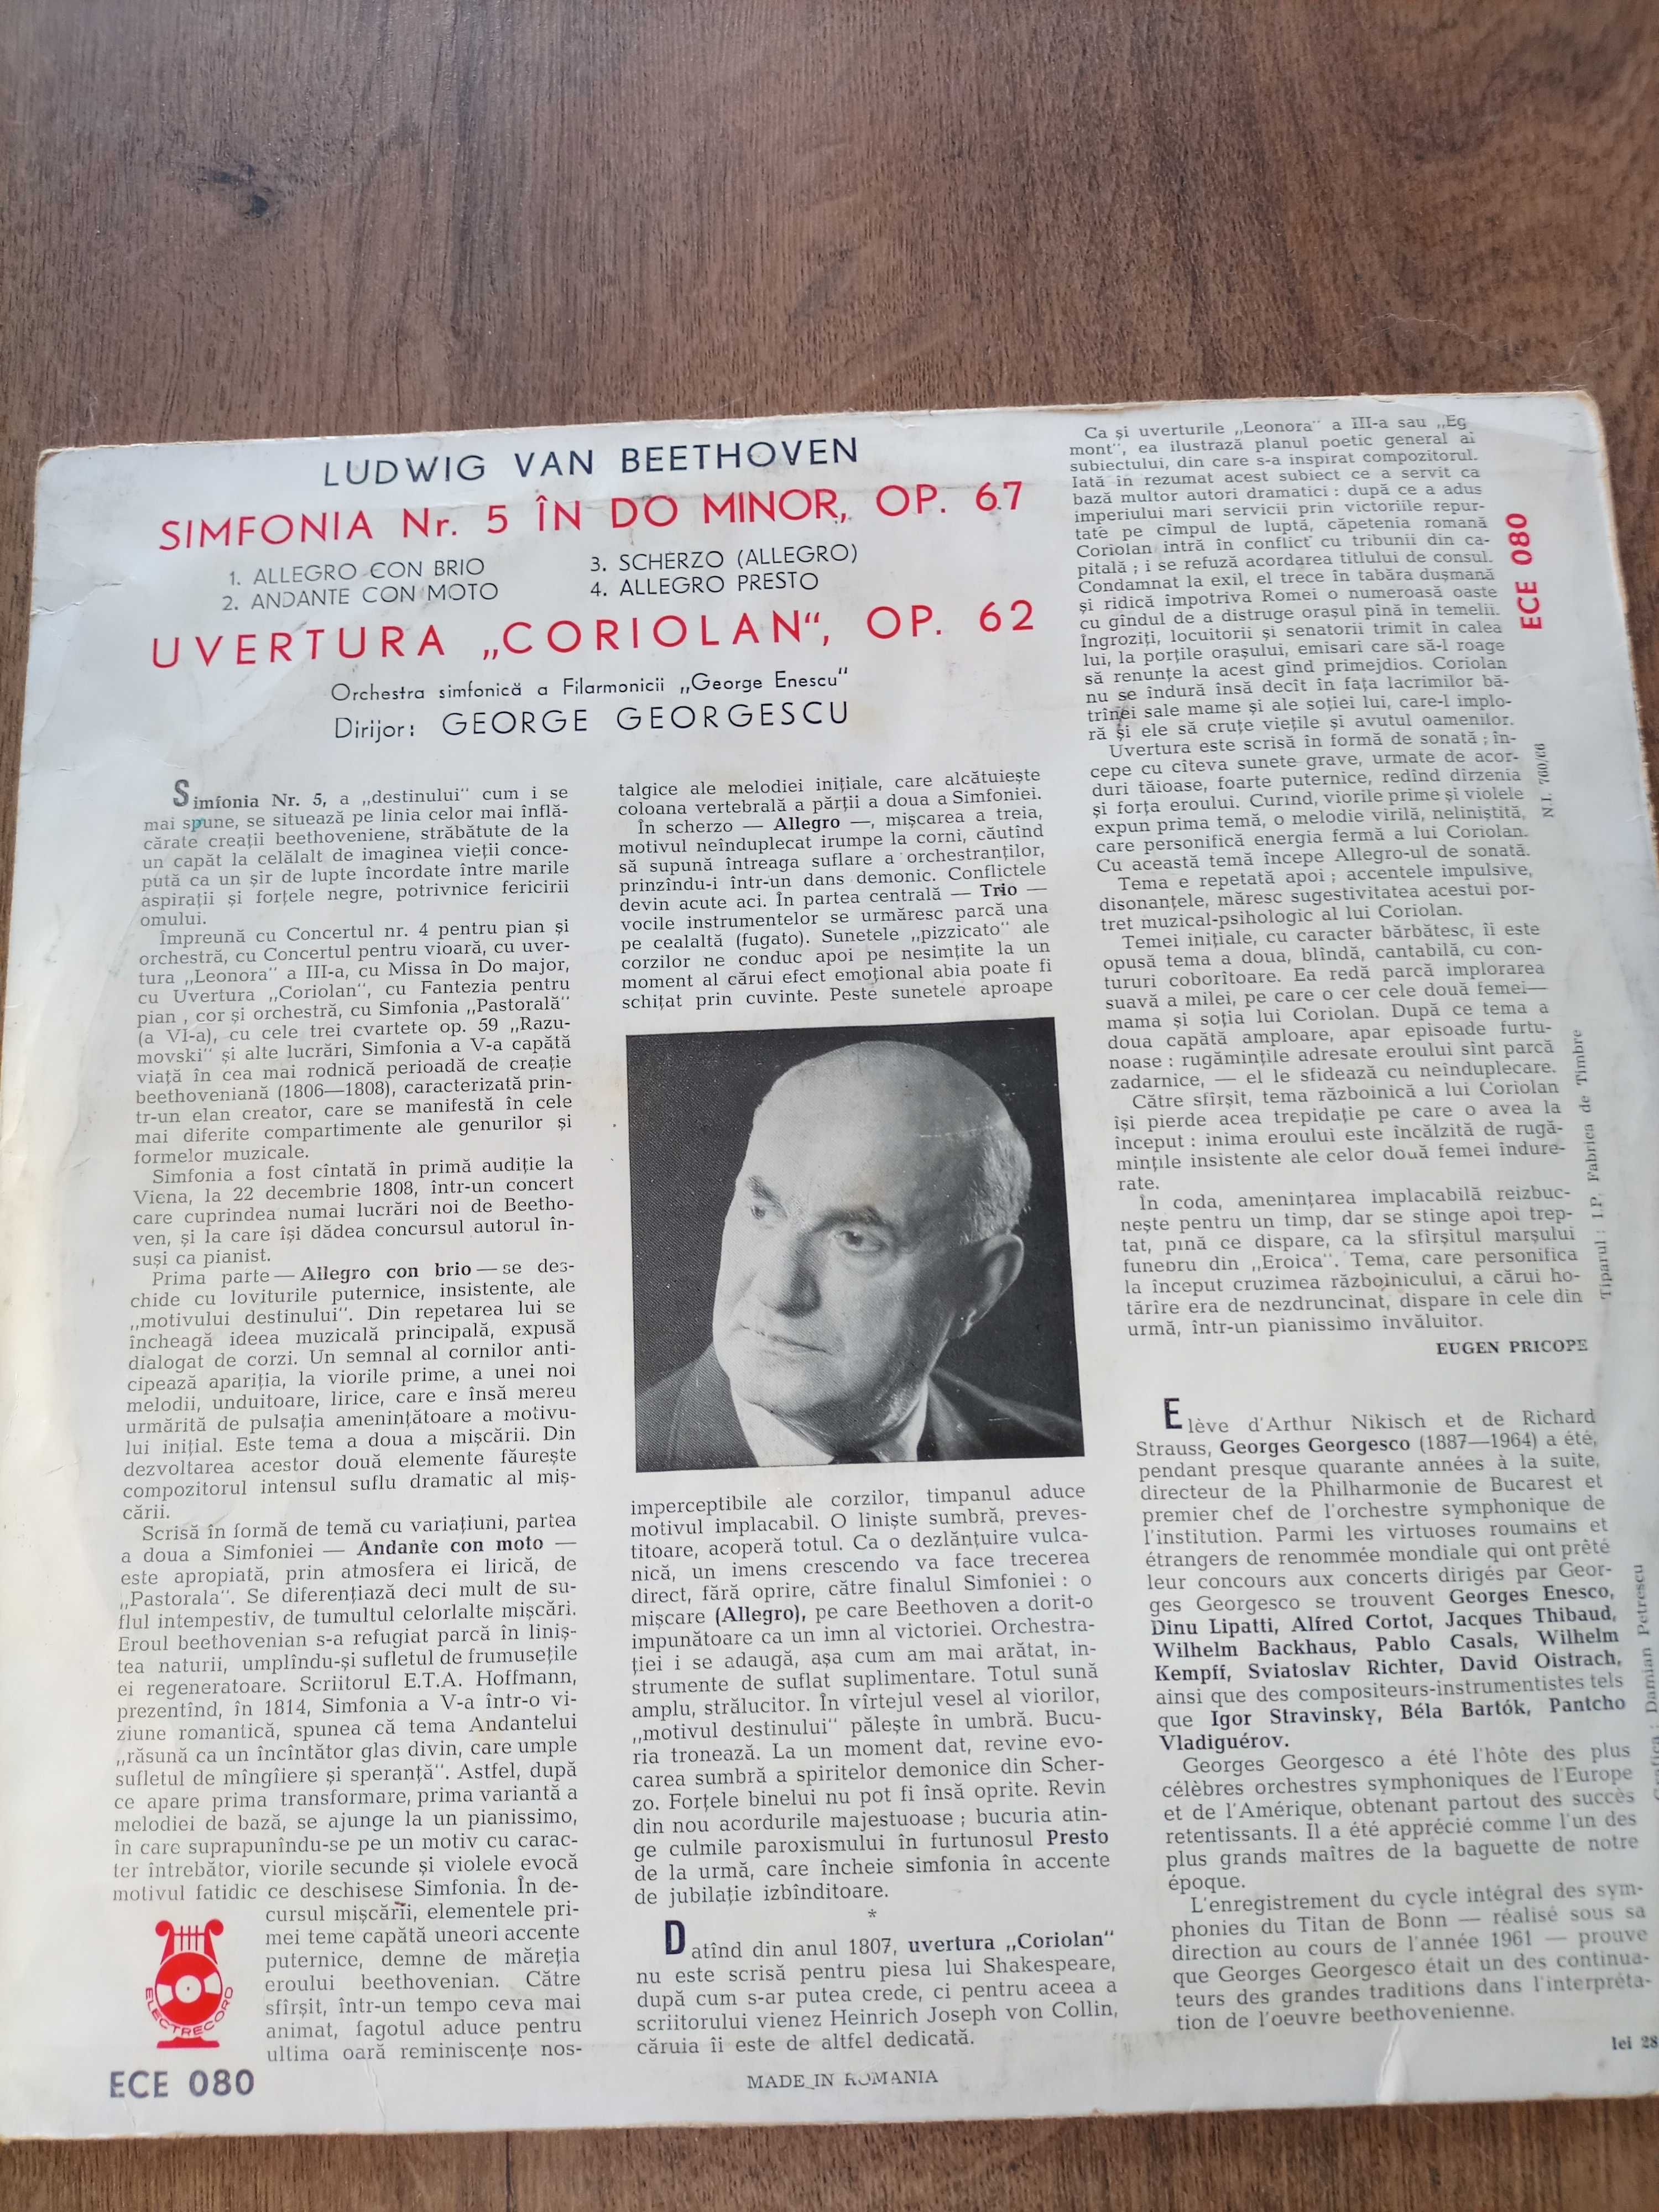 LUDWIG VAN BEETHOVEN
SIMFONIA Nr. 5 ÎN DO MINOR, OP. 67
1. ALLEGRO CON BRIO
2. ANDANTE CON MOTO
3. SCHERZO (ALLEGRO)
4. ALLEGRO PRESTO
UVERTURA „CORIOLAN“, OP. 62
Orchestra simfonică a Filarmonicii „George Enescu”
Dirijor: GEORGE GEORGESCU
Simfonia Nr. 5, a „destinului” cum i se
mai spune, se situează pe linia celor mai înflă-
cărate creații beethoveniene, străbătute de la
un capăt la celălalt de imaginea vieții conce-
pută ca un șir de lupte încordate între marile
aspirații și forțele negre, potrivnice fericirii
omului.
Împreună cu Concertul nr. 4 pentru pian și
orchestră, cu Concertul pentru vioară, cu uver-
tura „Leonora” a III-a, cu Missa în Do major,
cu Uvertura „Coriolan”, cu Fantezia pentru
pian , cor și orchestră, cu Simfonia „Pastorală”
(a VI-a), cu cele trei cvartete op. 59 „Razu-
movski” și alte lucrări, Simfonia a V-a capătă
viață în cea mai rodnică perioadă de creație
beethoveniană (1806—1808), caracterizată prin-
tr-un elan creator, care se manifestă în cele
mai diferite compartimente ale genurilor și
formelor muzicale.
Simfonia a fost cîntată în primă audiție la
Viena, la 22 decembrie 1808, într-un concert
care cuprindea numai lucrări noi de Beetho-
ven, și la care își dădea concursul autorul în-
suși ca pianist.
Prima parte — Allegro con brio — se des-
chide cu loviturile puternice, insistente, ale
„motivului destinului”. Din repetarea lui se
încheagă ideea muzicală principală, expusă
dialogat de corzi. Un semnal al cornilor anti-
cipează apariția, la viorile prime, a unei noi
melodii, unduitoare, lirice, care e însă mereu
urmărită de pulsația amenințătoare a motivu-
lui inițial. Este tema a doua a mișcării. Din
dezvoltarea acestor două elemente făurește
compozitorul intensul suflu dramatic al miș-
cării.
Scrisă în formă de temă cu variațiuni, partea
a doua a Simfoniei — Andante con moto —
este apropiată, prin atmosfera ei lirică, de
„Pastorala”. Se diferențiază deci mult de su-
flul intempestiv, de tumultul celorlalte mișcări.
Eroul beethovenian s-a refugiat parcă în liniș-
tea naturii, umplîndu-și sufletul de frumusețile
ei regeneratoare. Scriitorul E.T.A. Hoffmann,
prezentînd, în 1814, Simfonia a V-a într-o vi-
ziune romantică, spunea că tema Andantelui
„răsună ca un încîntător glas divin, care umple
sufletul de mîngîiere și speranță”. Astfel, după
ce apare prima transformare, prima variantă a
melodiei de bază, se ajunge la un pianissimo,
în care suprapunîndu-se pe un motiv cu carac-
ter întrebător, viorile secunde și violele evocă
motivul fatidic ce deschisese Simfonia. În de-
cursul mișcării, elementele pri-
mei teme capătă uneori accente
puternice, demne de măreția
eroului beethovenian. Către
sfîrșit, într-un tempo ceva mai
animat, fagotul aduce pentru
ultima oară reminiscențe nos-
ELECTRECORD
ECE 080
talgice ale melodiei inițiale, care alcătuiește
coloana vertebrală a părții a doua a Simfoniei.
În scherzo — Allegro —, mișcarea a treia,
motivul neînduplecat irumpe la corni, căutînd
să supună întreaga suflare a orchestranților,
prinzîndu-i într-un dans demonic. Conflictele
devin acute aci. În partea centrală — Trio —
vocile instrumentelor se urmăresc parcă una
pe cealaltă (fugato). Sunetele „pizzicato” ale
corzilor ne conduc apoi pe nesimțite la un
moment al cărui efect emoțional abia poate fi
schițat prin cuvinte. Peste sunetele aproape
imperceptibile ale corzilor, timpanul aduce
motivul implacabil. O liniște sumbră, preves-
titoare, acoperă totul. Ca o dezlănțuire vulca-
nică, un imens crescendo va face trecerea
direct, fără oprire, către finalul Simfoniei : o
mișcare (Allegro), pe care Beethoven a dorit-o
impunătoare ca un imn al victoriei. Orchestra-
ției i se adaugă, așa cum am mai arătat, in-
strumente de suflat suplimentare. Totul sună
amplu, strălucitor. În vîrtejul vesel al viorilor,
„motivul destinului” pălește în umbră. Bucu-
ria tronează. La un moment dat, revine evo-
carea sumbră a spiritelor demonice din Scher-
zo. Forțele binelui nu pot fi însă oprite. Revin
din nou acordurile majestuoase ; bucuria atin-
ge culmile paroxismului în furtunosul Presto
de la urmă, care încheie simfonia în accente
de jubilație izbînditoare.
*
Datînd din anul 1807, uvertura „Coriolan”
nu este scrisă pentru piesa lui Shakespeare,
după cum s-ar putea crede, ci pentru aceea a
scriitorului vienez Heinrich Joseph von Collin,
căruia îi este de altfel dedicată.
MADE IN ROMANIA
Ca și uverturile „Leonora” a III-a sau „Eg
mont”, ea ilustrază planul poetic general al
subiectului, din care s-a inspirat compozitorul.
Iată în rezumat acest subiect ce a servit ca
bază multor autori dramatici : după ce a adus
imperiului mari servicii prin victoriile repur-
tate pe cîmpul de luptă, căpetenia romană
Coriolan intră în conflict cu tribunii din ca-
pitală ; i se refuză acordarea titlului de consul.
Condamnat la exil, el trece în tabăra dușmană
și ridică împotriva Romei o numeroasă oaste
cu gîndul de a distruge orașul pînă în temelii.
Îngroziți, locuitorii și senatorii trimit în calea
lui, la porțile orașului, emisari care să-l roage
să renunțe la acest gînd primejdios. Coriolan
nu se îndură însă decît în fața lacrimilor bă-
trînei sale mame și ale soției lui, care-l implo-
ră și ele să cruțe viețile și avutul oamenilor.
Uvertura este scrisă în formă de sonată ; în-
cepe cu cîteva sunete grave, urmate de acor-
duri tăioase, foarte puternice, redînd dîrzenia
și forța eroului. Curînd, viorile prime și violele
expun prima temă, o melodie virilă, neliniștită,
care personifică energia fermă a lui Coriolan.
Cu această temă începe Allegro-ul de sonată.
Tema e repetată apoi ; accentele impulsive,
disonanțele, măresc sugestivitatea acestui por-
tret muzical-psihologic al lui Coriolan.
Temei inițiale, cu caracter bărbătesc, îi este
opusă tema a doua, blîndă, cantabilă, cu con-
tururi coborîtoare. Ea redă parcă implorarea
suavă a milei, pe care o cer cele două femei—
mama și soția lui Coriolan. După ce tema a
doua capătă amploare, apar episoade furtu-
noase : rugămințile adresate eroului sînt parcă
zadarnice, — el le sfidează cu neînduplecare.
Către sfîrșit, tema războinică a lui Coriolan
își pierde acea trepidație pe care o avea la
început : inima eroului este încălzită de rugă-
mințile insistente ale celor două femei îndure-
rate.
În coda, amenințarea implacabilă reizbuc-
nește pentru un timp, dar se stinge apoi trep-
tat, pînă ce dispare, ca la sfîrșitul marșului
funebru din „Eroica”. Tema, care personifica
la început cruzimea războinicului, a cărui ho-
tărîre era de nezdruncinat, dispare în cele din
urmă, într-un pianissimo învăluitor.
EUGEN PRICOPE
Elève d'Arthur Nikisch et de Richard
Strauss, Georges Georgesco (1887—1964) a été,
pendant presque quarante années à la suite,
directeur de la Philharmonie de Bucarest et
premier chef de l'orchestre symphonique de
l'institution. Parmi les virtuoses roumains et
étrangers de renommée mondiale qui ont prêté
leur concours aux concerts dirigés par Geor-
ges Georgesco se trouvent Georges Enesco,
Dinu Lipatti, Alfred Cortot, Jacques Thibaud,
Wilhelm Backhaus, Pablo Casals, Wilhelm
Kempff, Sviatoslav Richter, David Oistrach,
ainsi que des compositeurs-instrumentistes tels
que Igor Stravinsky, Béla Bartók, Pantcho
Vladiguérov.
Georges Georgesco a été l'hôte des plus
célèbres orchestres symphoniques de l'Europe
et de l'Amérique, obtenant partout des succès
retentissants. Il a été apprécié comme l'un des
plus grands maîtres de la baguette de notre
époque.
L'enregistrement du cycle intégral des sym-
phonies du Titan de Bonn — réalisé sous sa
direction au cours de l'année 1961 — prouve
que Georges Georgesco était un des continua-
teurs des grandes traditions dans l'interpréta-
tion de l'oeuvre beethovenienne.
lei 28
ECE 080
N.I. 760/66
Tiparul : I.P. Fabrica de Timbre
Grafica : Damian Petrescu